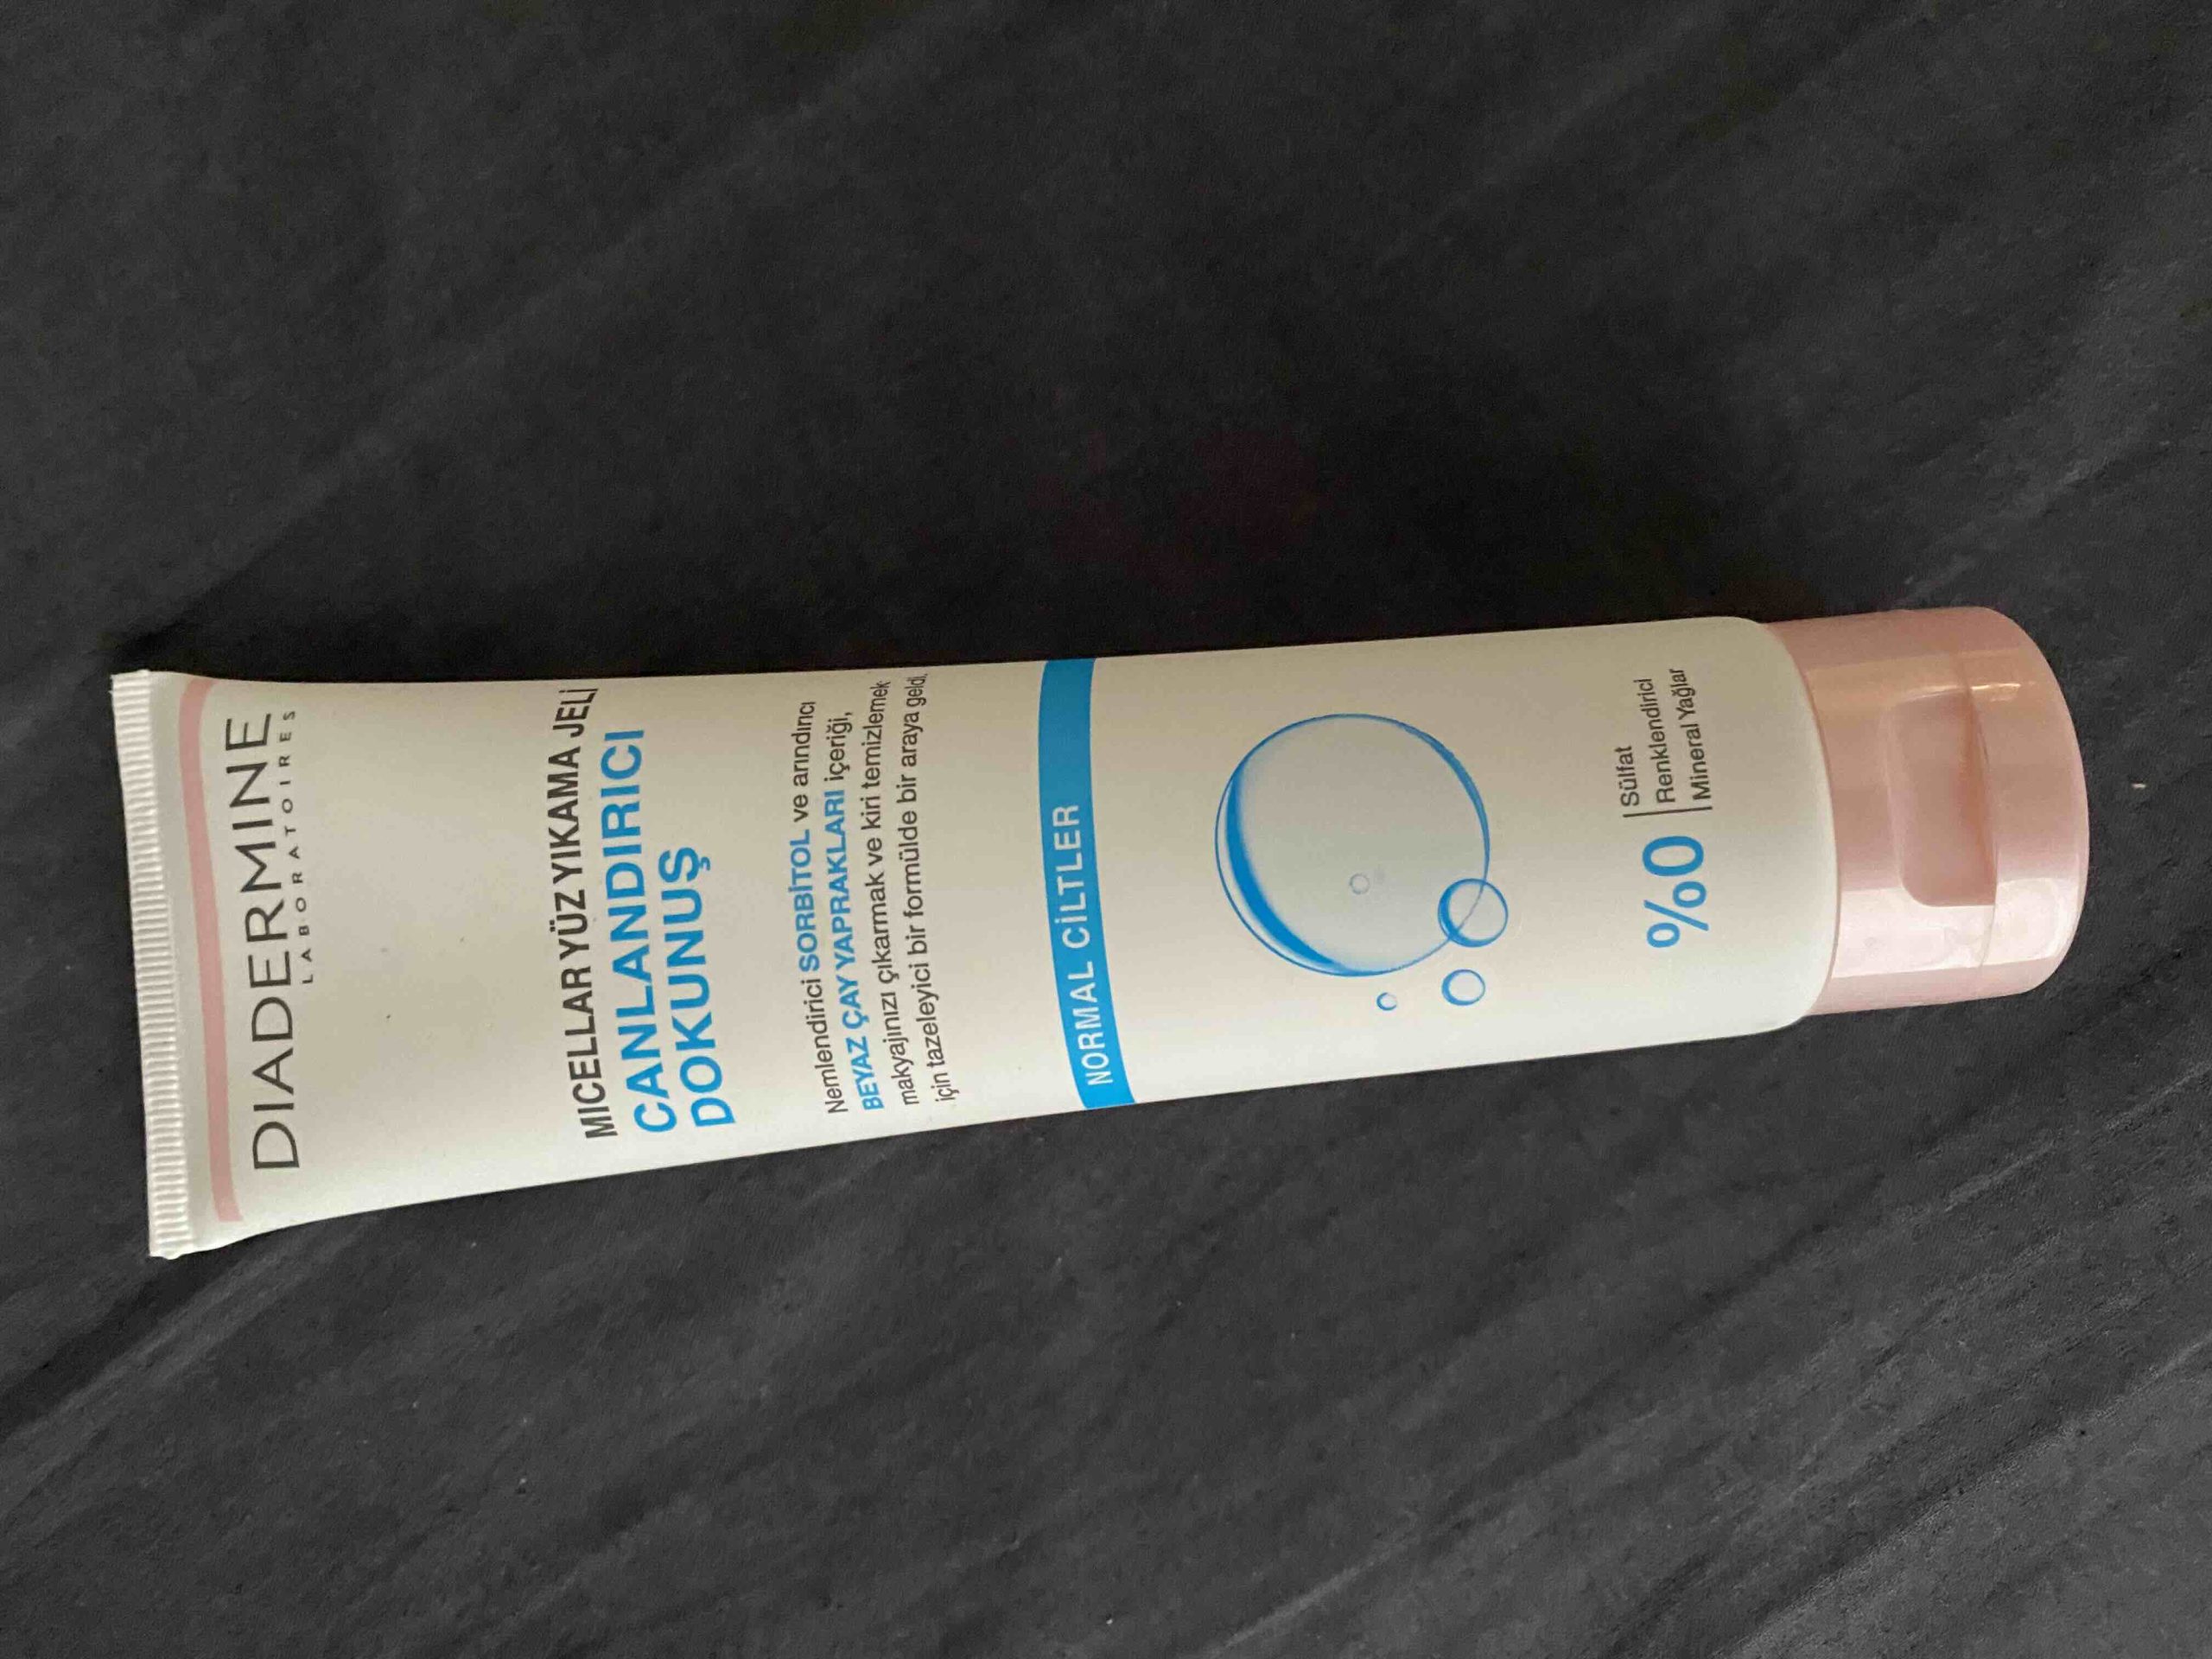 DIADERMINE
LABORATOIRES
MICELLAR YÜZ YIKAMA JELİ
CANLANDIRICI
DOKUNUŞ
Nemlendirici SORBİTOL ve arındırıcı
BEYAZ ÇAY YAPRAKLARI içeriği,
makyajınızı çıkarmak ve kiri temizlemek
için tazeleyici bir formülde bir araya geldi.
NORMAL CİLTLER
%0
Sülfat
Renklendirici
Mineral Yağlar